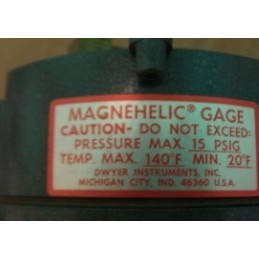 MAGNEHELIC® GAGE
CAUTION- DO NOT EXCEED:
PRESSURE MAX. 15 PSIG
TEMP. MAX. 140°F MIN. 20°F
DWYER INSTRUMENTS, INC.
MICHIGAN CITY, IND. 46360 U.S.A.